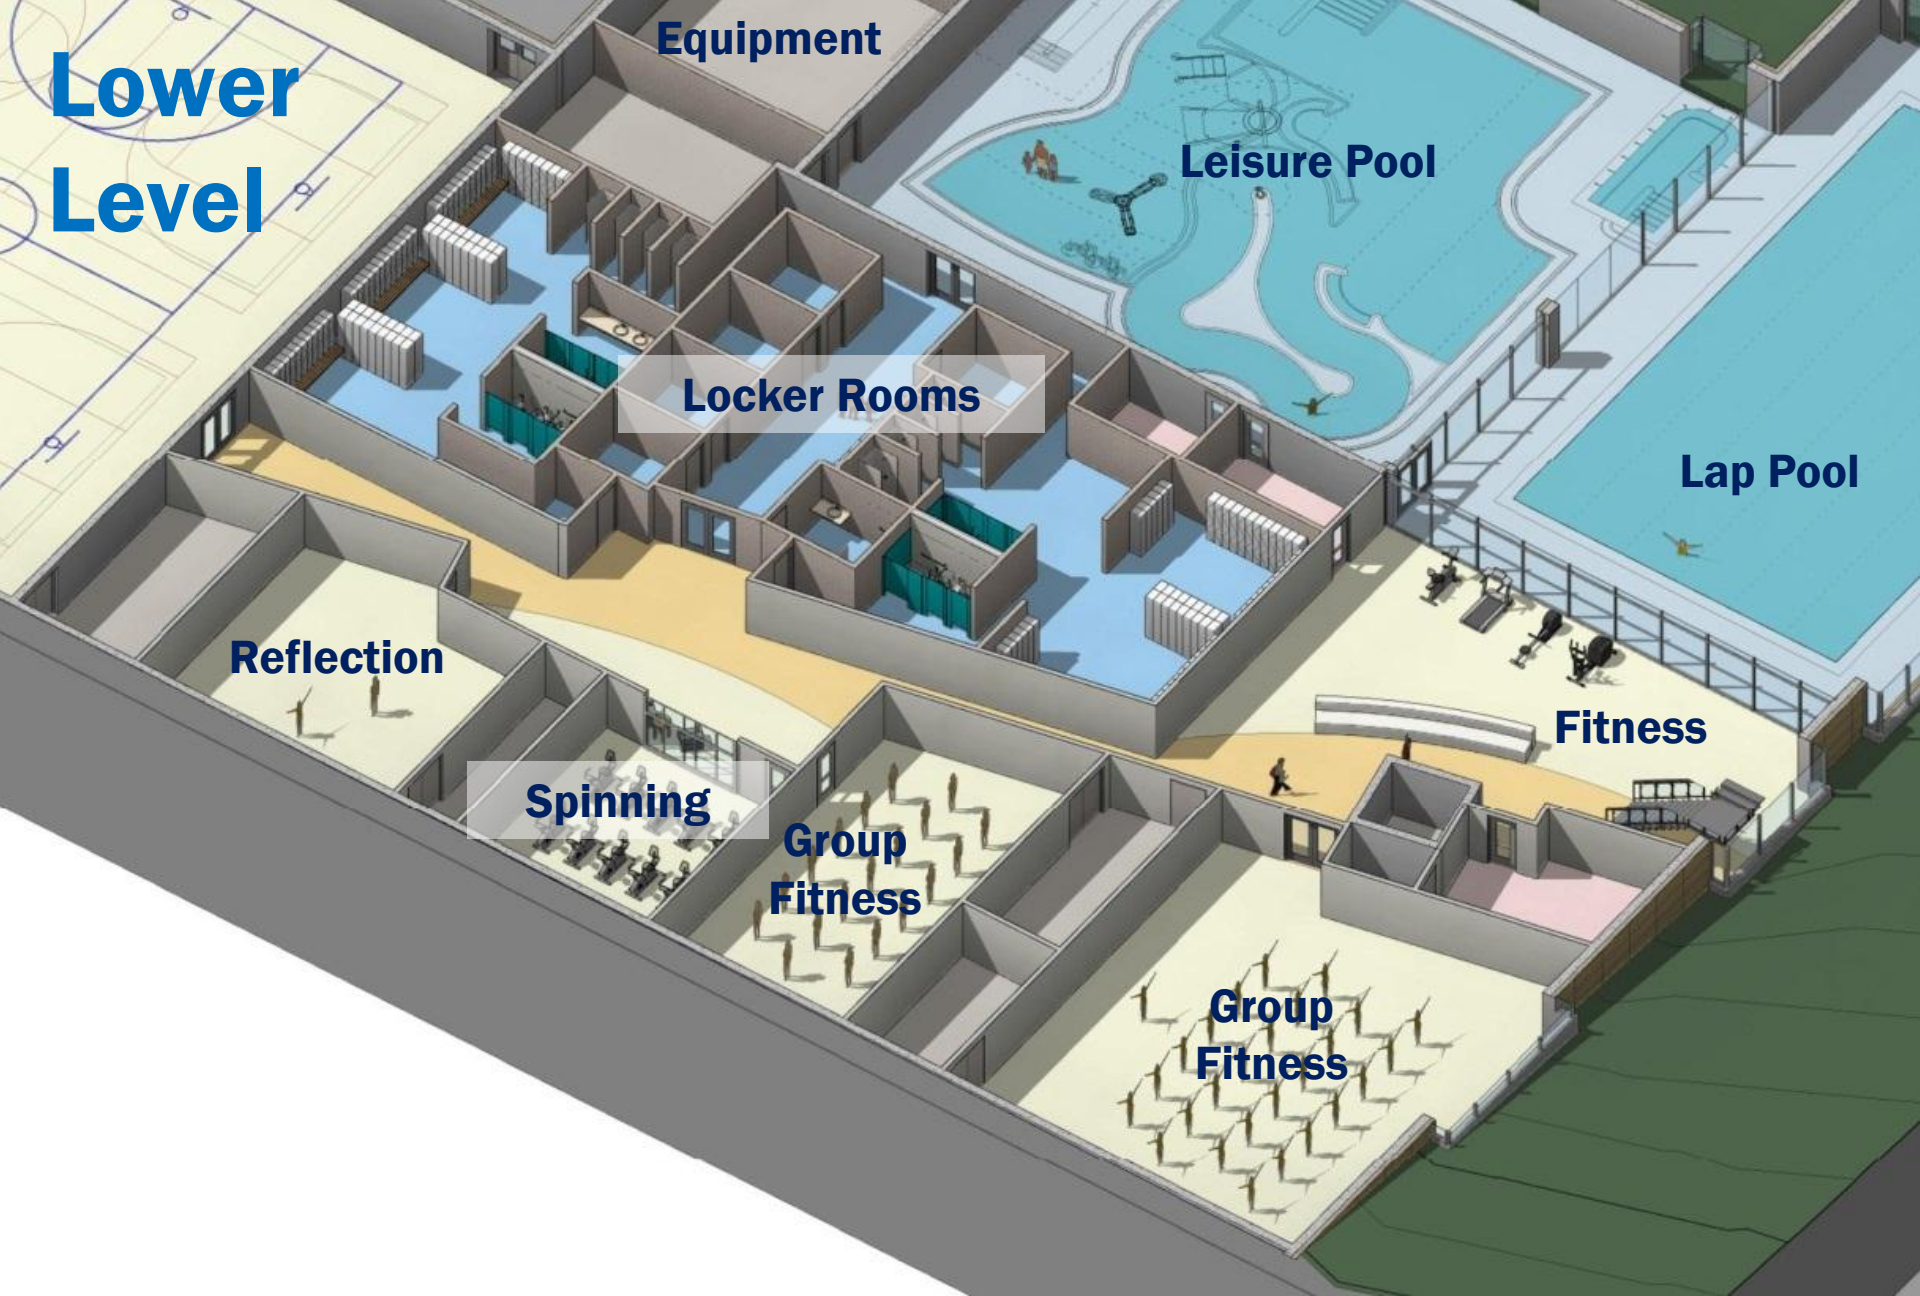 Lower
Level
Equipment
Leisure Pool
Locker Rooms
Lap Pool
Reflection
Fitness
Spinning
Group
Fitness
Group
Fitness